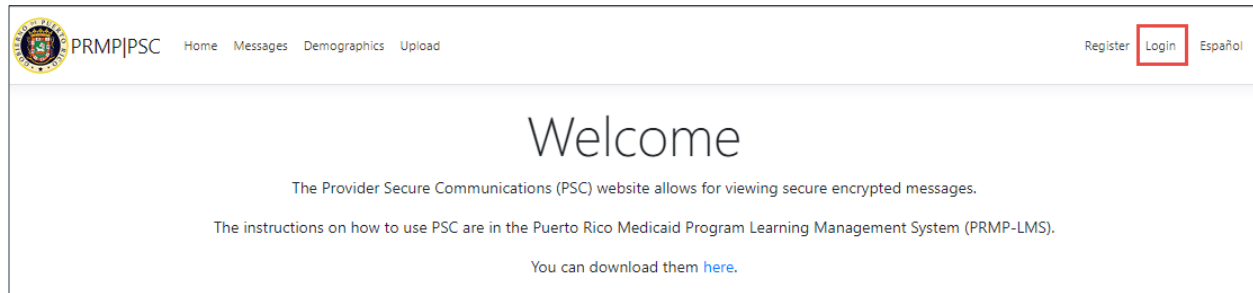 PRMP|PSC Home Messages Demographics Upload Register Login Español
Welcome
The Provider Secure Communications (PSC) website allows for viewing secure encrypted messages.
The instructions on how to use PSC are in the Puerto Rico Medicaid Program Learning Management System (PRMP-LMS).
You can download them here.